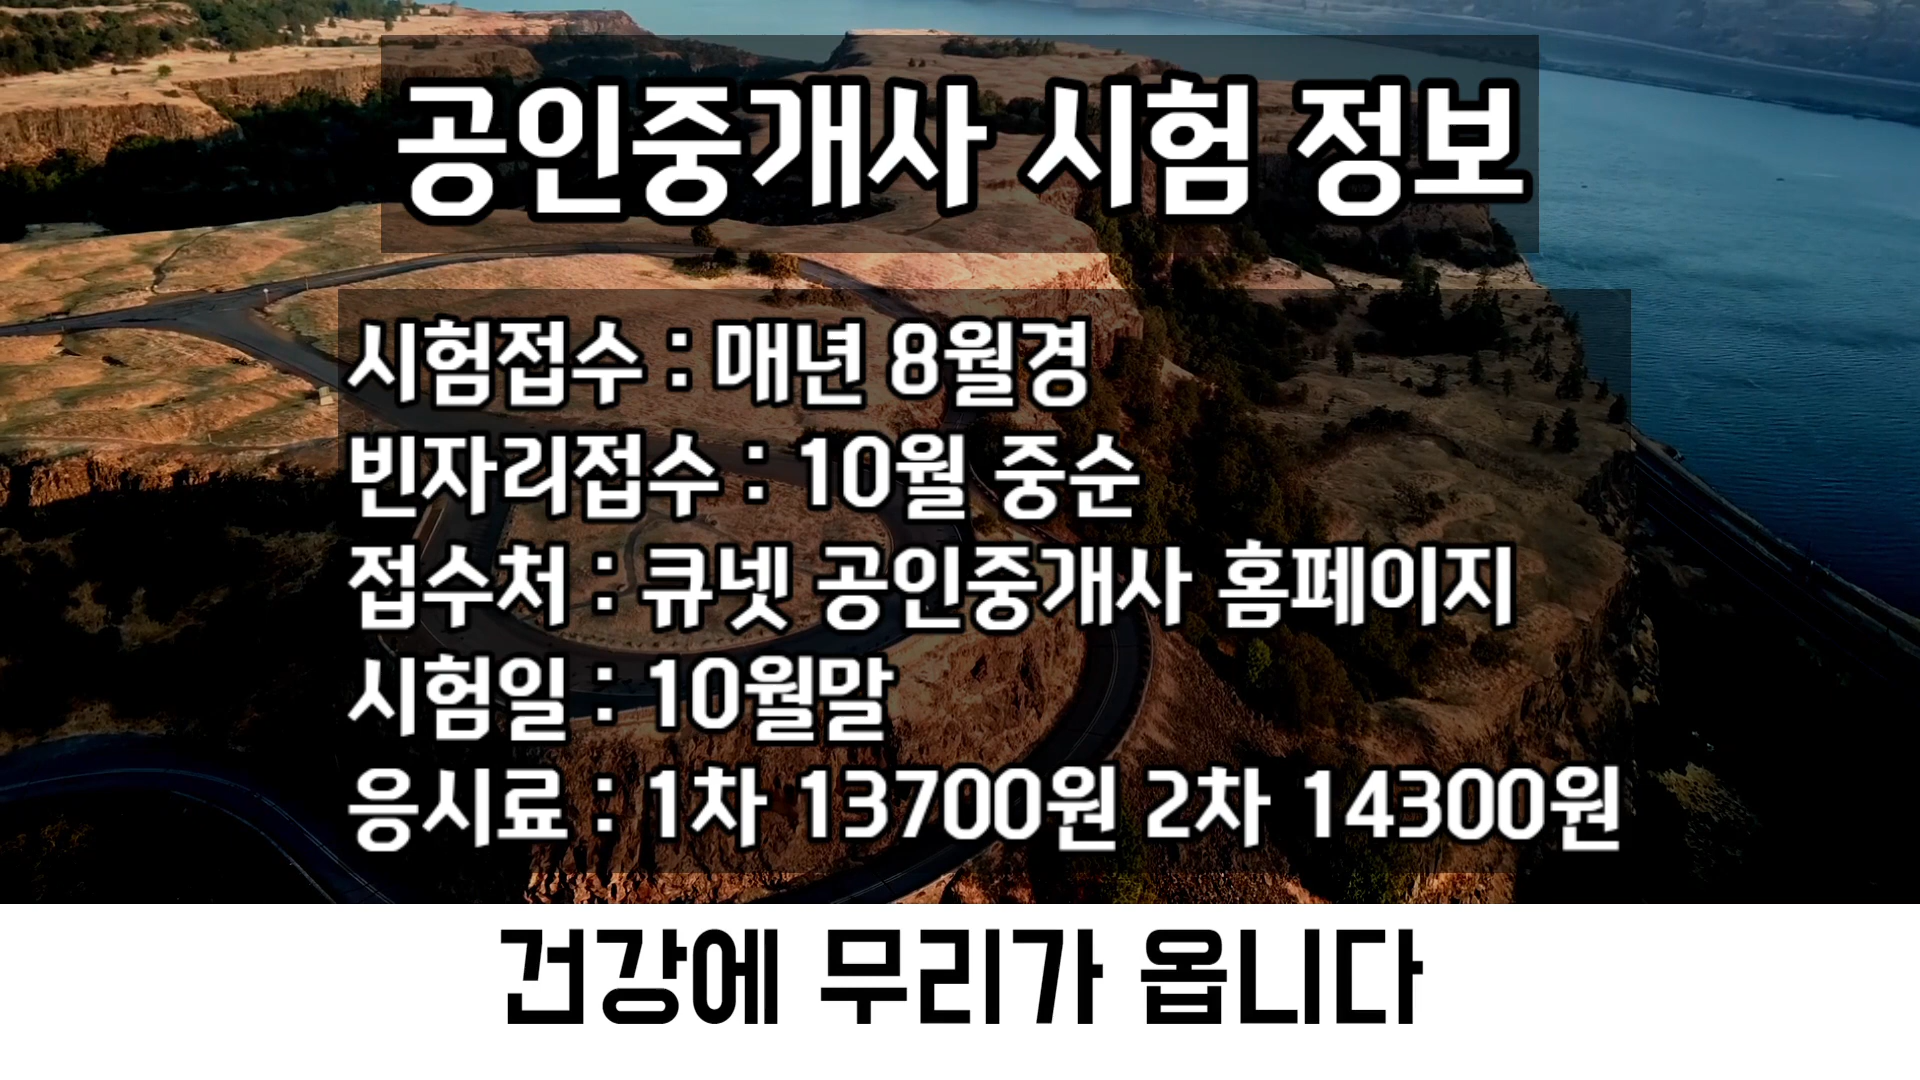 공인중개사 시험 정보
시험접수 : 매년 8월경
빈자리접수 : 10월 중순
접수처 : 큐넷 공인중개사 홈페이지
시험일 : 10월말
응시료 : 1차 13700원 2차 14300원
건강에 무리가 옵니다